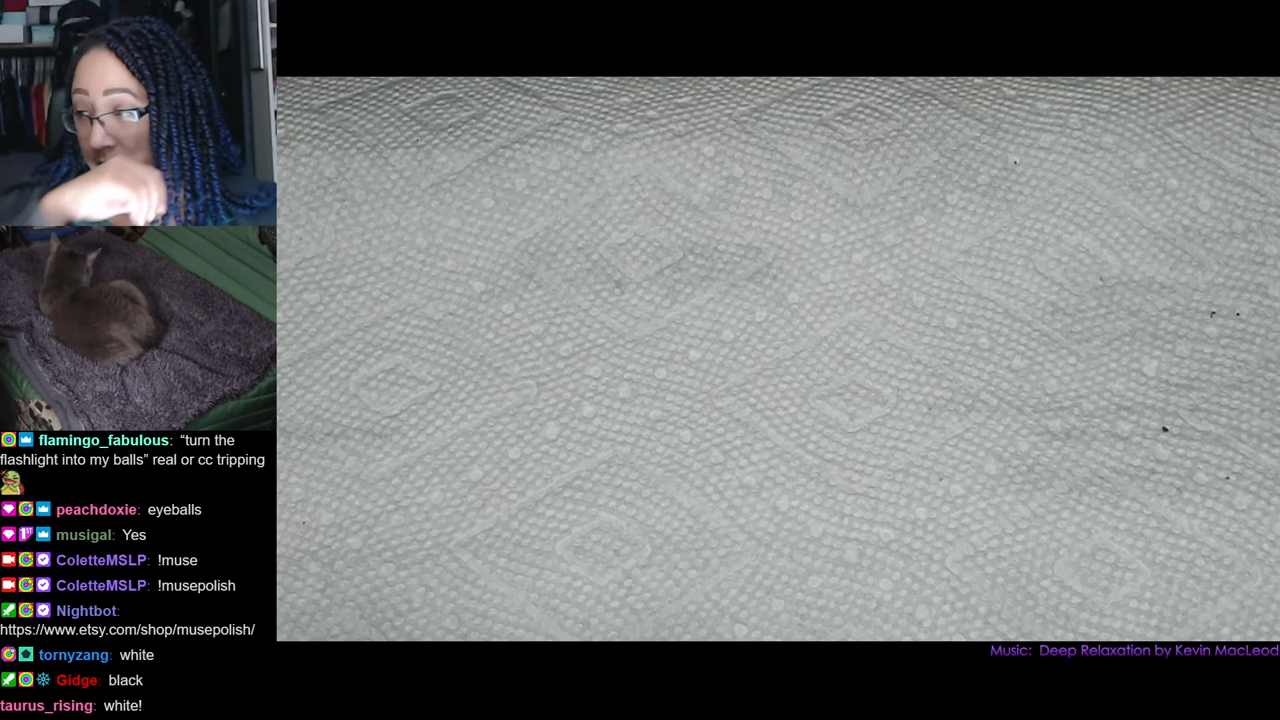 flamingo_fabulous: “turn the
flashlight into my balls” real or cc tripping
peachdoxie: eyeballs
musigal: Yes
ColetteMSLP: !muse
ColetteMSLP: !musepolish
Nightbot:
https://www.etsy.com/shop/musepolish/
tornyzang: white
Gidge: black
taurus_rising: white!
Music: Deep Relaxation by Kevin MacLeod